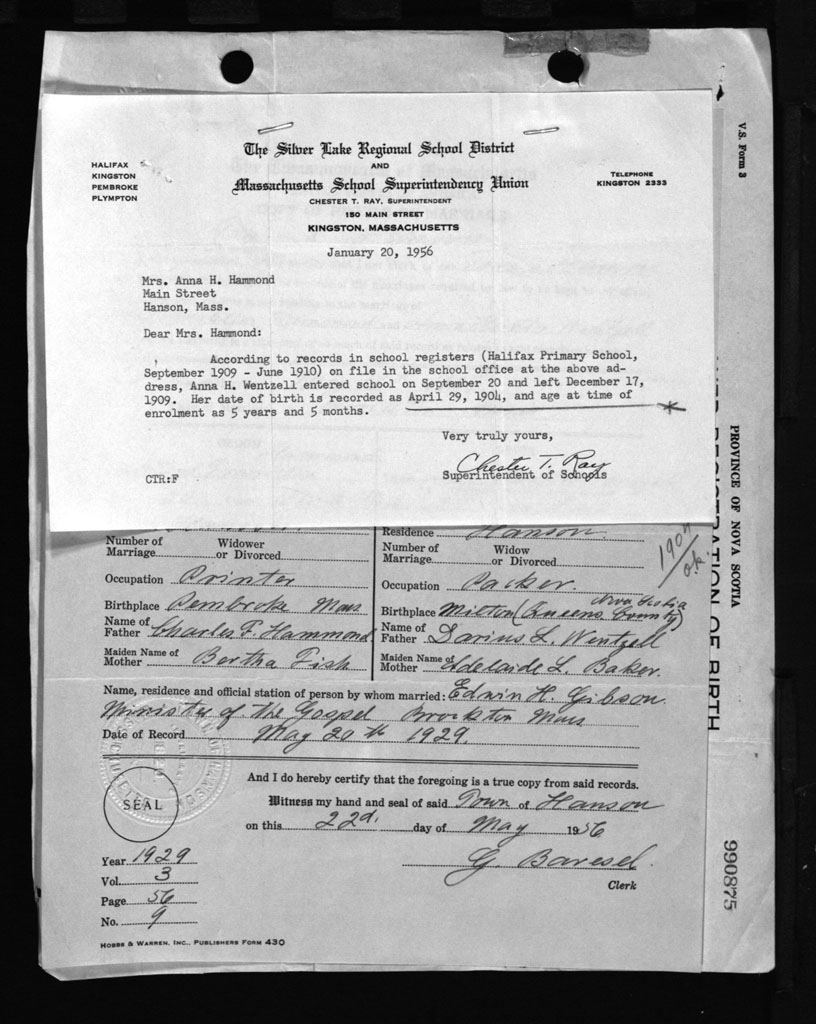 The Silver Lake Regional School District
AND
Massachusetts School Superintendency Union
HALIFAX
KINGSTON
PEMBROKE
PLYMPTON
TELEPHONE
KINGSTON 2333
CHESTER T. RAY, SUPERINTENDENT
150 MAIN STREET
KINGSTON, MASSACHUSETTS
January 20, 1956
Mrs. Anna H. Hammond
Main Street
Hanson, Mass.
Dear Mrs. Hammond:
According to records in school registers (Halifax Primary School,
September 1909 - June 1910) on file in the school office at the above ad-
dress, Anna H. Wentzell entered school on September 20 and left December 17,
1909. Her date of birth is recorded as April 29, 1904, and age at time of
enrolment as 5 years and 5 months.
Very truly yours,
Chester T. Ray
Superintendent of Schools
CTR:F
Number of Widower
Marriage or Divorced
Occupation Printer
Birthplace Pembroke Mass
Name of
Father Charles F. Hammond
Maiden Name of
Mother Bertha Fish
Residence Hanson
Number of Widow
Marriage or Divorced
Occupation Packer.
Birthplace Milton (Queens County) Nova Scotia
Name of
Father Darius L. Wentzell
Maiden Name of
Mother Adelaide L. Baker.
1904
o.k.
Name, residence and official station of person by whom married: Edwin H. Gibson
Minister of the Gospel Brockton Mass
Date of Record May 20th 1929.
And I do hereby certify that the foregoing is a true copy from said records.
Witness my hand and seal of said Town of Hanson
on this 22d. day of May 1956
G. Baresel.
Clerk
SEAL
Year 1929
Vol. 3
Page 56
No. 9
HOBBS & WARREN, INC., PUBLISHERS FORM 430
V.S. Form 3
PROVINCE OF NOVA SCOTIA
REGISTRATION OF BIRTH
990875